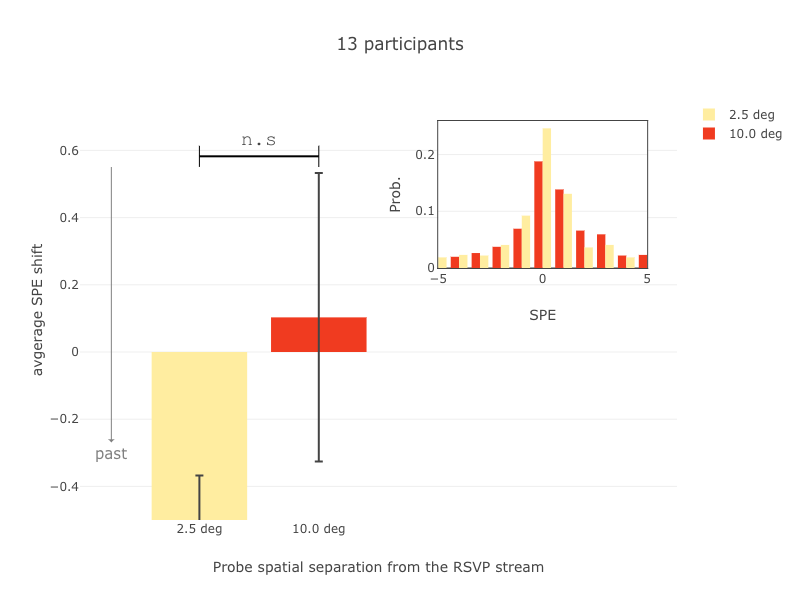 13 participants
2.5 deg
10.0 deg
n.s
0.6
0.4
0.2
0
−0.2
−0.4
avgerage SPE shift
past
2.5 deg
10.0 deg
Probe spatial separation from the RSVP stream
0.2
0.1
0
Prob.
−5
0
5
SPE